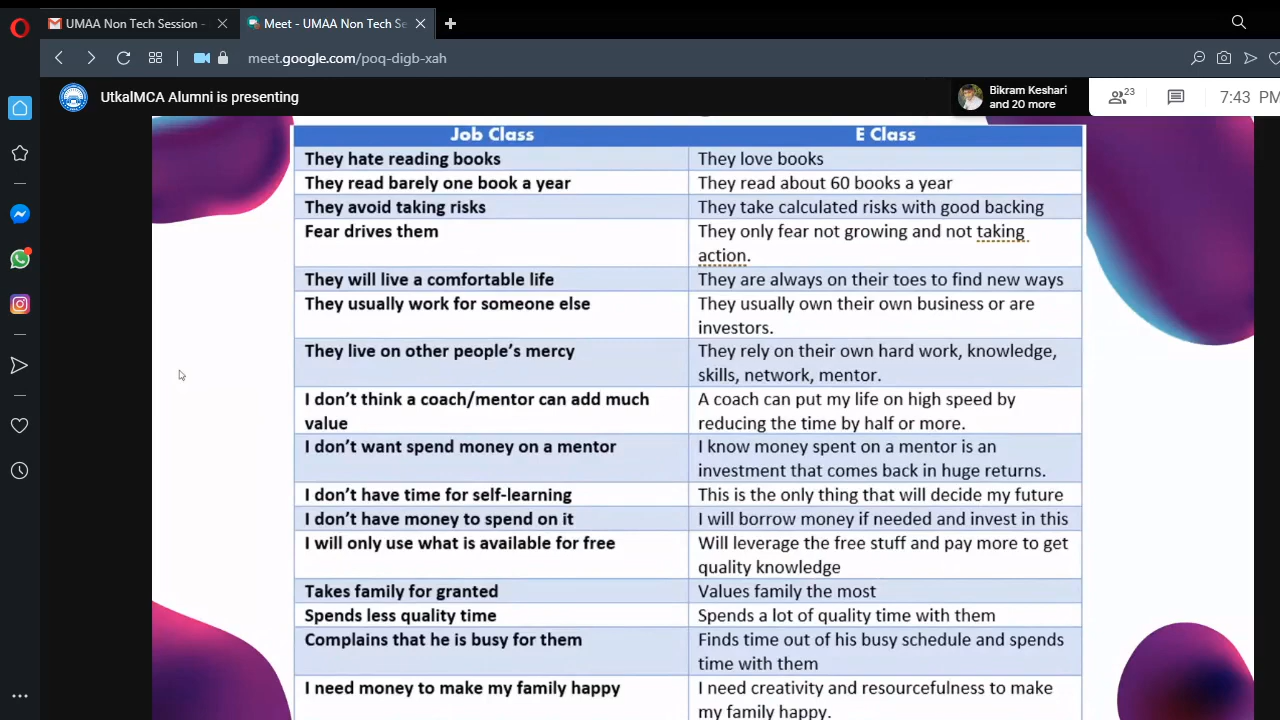 UMAA Non Tech Session -
Meet - UMAA Non Tech Se
meet.google.com/poq-digb-xah
UtkalMCA Alumni is presenting
Bikram Keshari
and 20 more
23
7:43 PM
Job Class
E Class
They hate reading books
They love books
They read barely one book a year
They read about 60 books a year
They avoid taking risks
They take calculated risks with good backing
Fear drives them
They only fear not growing and not taking
action.
They will live a comfortable life
They are always on their toes to find new ways
They usually work for someone else
They usually own their own business or are
investors.
They live on other people's mercy
They rely on their own hard work, knowledge,
skills, network, mentor.
I don't think a coach/mentor can add much
value
A coach can put my life on high speed by
reducing the time by half or more.
I don't want spend money on a mentor
I know money spent on a mentor is an
investment that comes back in huge returns.
I don't have time for self-learning
This is the only thing that will decide my future
I don't have money to spend on it
I will borrow money if needed and invest in this
I will only use what is available for free
Will leverage the free stuff and pay more to get
quality knowledge
Takes family for granted
Values family the most
Spends less quality time
Spends a lot of quality time with them
Complains that he is busy for them
Finds time out of his busy schedule and spends
time with them
I need money to make my family happy
I need creativity and resourcefulness to make
my family happy.